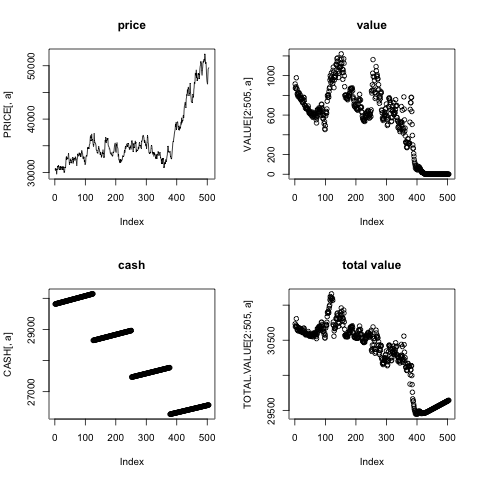 price
PRICE[, a]
30000 40000 50000
0 100 200 300 400 500
Index
value
VALUE[2:505, a]
0 200 400 600 1000
0 100 200 300 400 500
Index
cash
CASH[, a]
27000 29000
0 100 200 300 400 500
Index
total value
TOTAL.VALUE[2:505, a]
29500 30500
0 100 200 300 400 500
Index